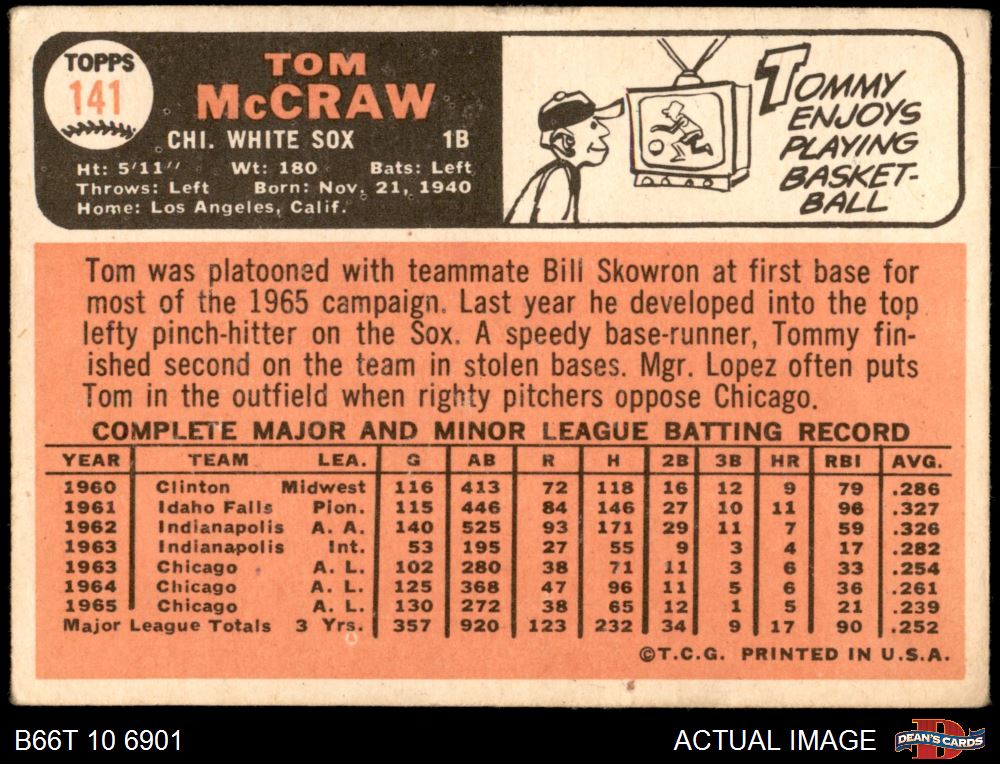 TOPPS
141
TOM
McCRAW
CHI. WHITE SOX 1B
Ht: 5'11" Wt: 180 Bats: Left
Throws: Left Born: Nov. 21, 1940
Home: Los Angeles, Calif.
TOMMY
ENJOYS
PLAYING
BASKET-
BALL
Tom was platooned with teammate Bill Skowron at first base for
most of the 1965 campaign. Last year he developed into the top
lefty pinch-hitter on the Sox. A speedy base-runner, Tommy fin-
ished second on the team in stolen bases. Mgr. Lopez often puts
Tom in the outfield when righty pitchers oppose Chicago.
COMPLETE MAJOR AND MINOR LEAGUE BATTING RECORD
YEAR TEAM LEA. G AB R H 2B 3B HR RBI AVG.
1960 Clinton Midwest 116 413 72 118 16 12 9 79 .286
1961 Idaho Falls Pion. 115 446 84 146 27 10 11 96 .327
1962 Indianapolis A. A. 140 525 93 171 29 11 7 59 .326
1963 Indianapolis Int. 53 195 27 55 9 3 4 17 .282
1963 Chicago A. L. 102 280 38 71 11 3 6 33 .254
1964 Chicago A. L. 125 368 47 96 11 5 6 36 .261
1965 Chicago A. L. 130 272 38 65 12 1 5 21 .239
Major League Totals 3 Yrs. 357 920 123 232 34 9 17 90 .252
©T.C.G. PRINTED IN U.S.A.
B66T 10 6901
ACTUAL IMAGE
D
DEAN'S CARDS